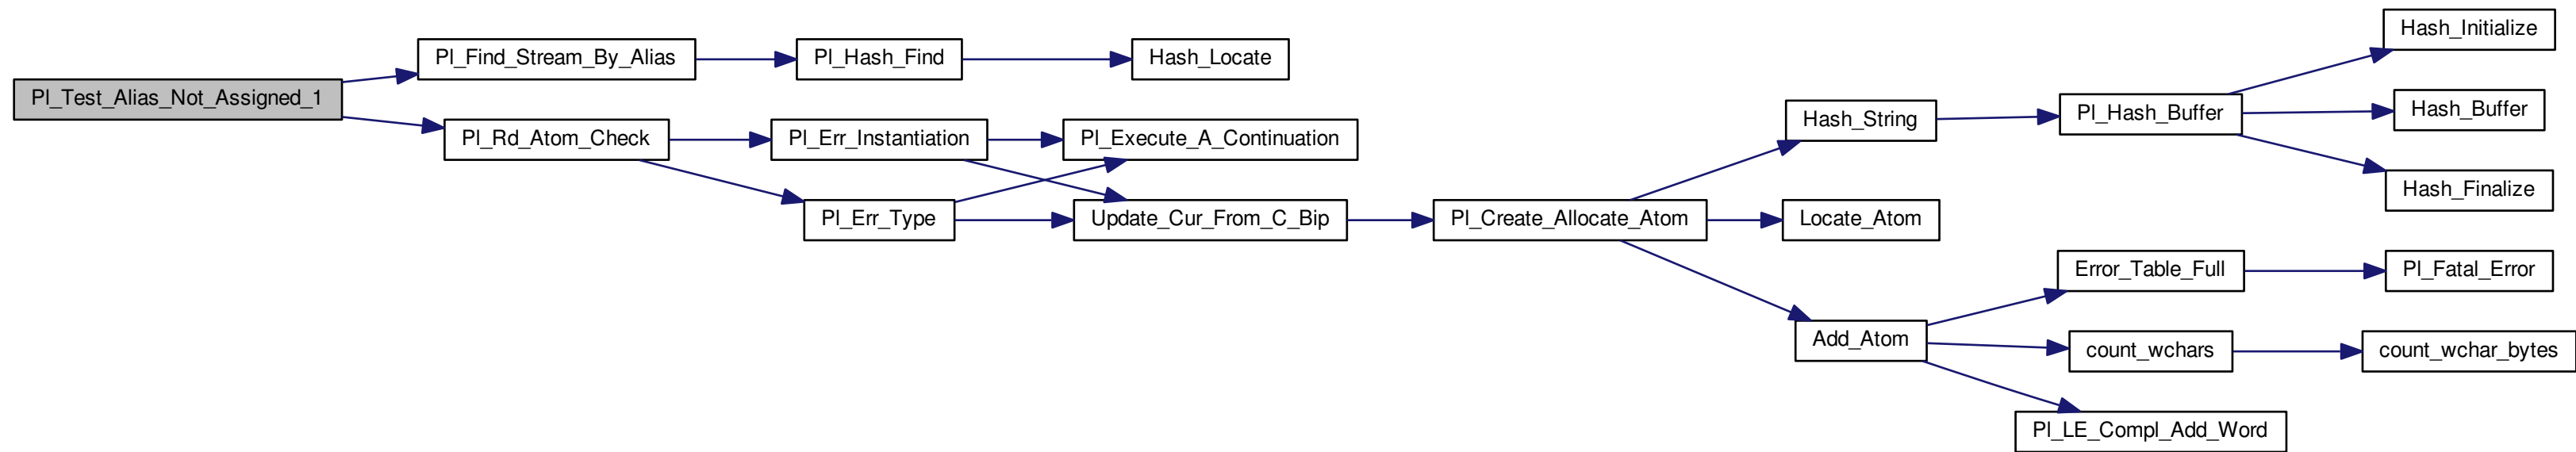 Pl_Test_Alias_Not_Assigned_1
Pl_Find_Stream_By_Alias
Pl_Hash_Find
Hash_Locate
Pl_Rd_Atom_Check
Pl_Err_Instantiation
Pl_Execute_A_Continuation
Pl_Err_Type
Update_Cur_From_C_Bip
Pl_Create_Allocate_Atom
Hash_String
Pl_Hash_Buffer
Hash_Initialize
Hash_Buffer
Hash_Finalize
Locate_Atom
Add_Atom
Error_Table_Full
Pl_Fatal_Error
count_wchars
count_wchar_bytes
Pl_LE_Compl_Add_Word